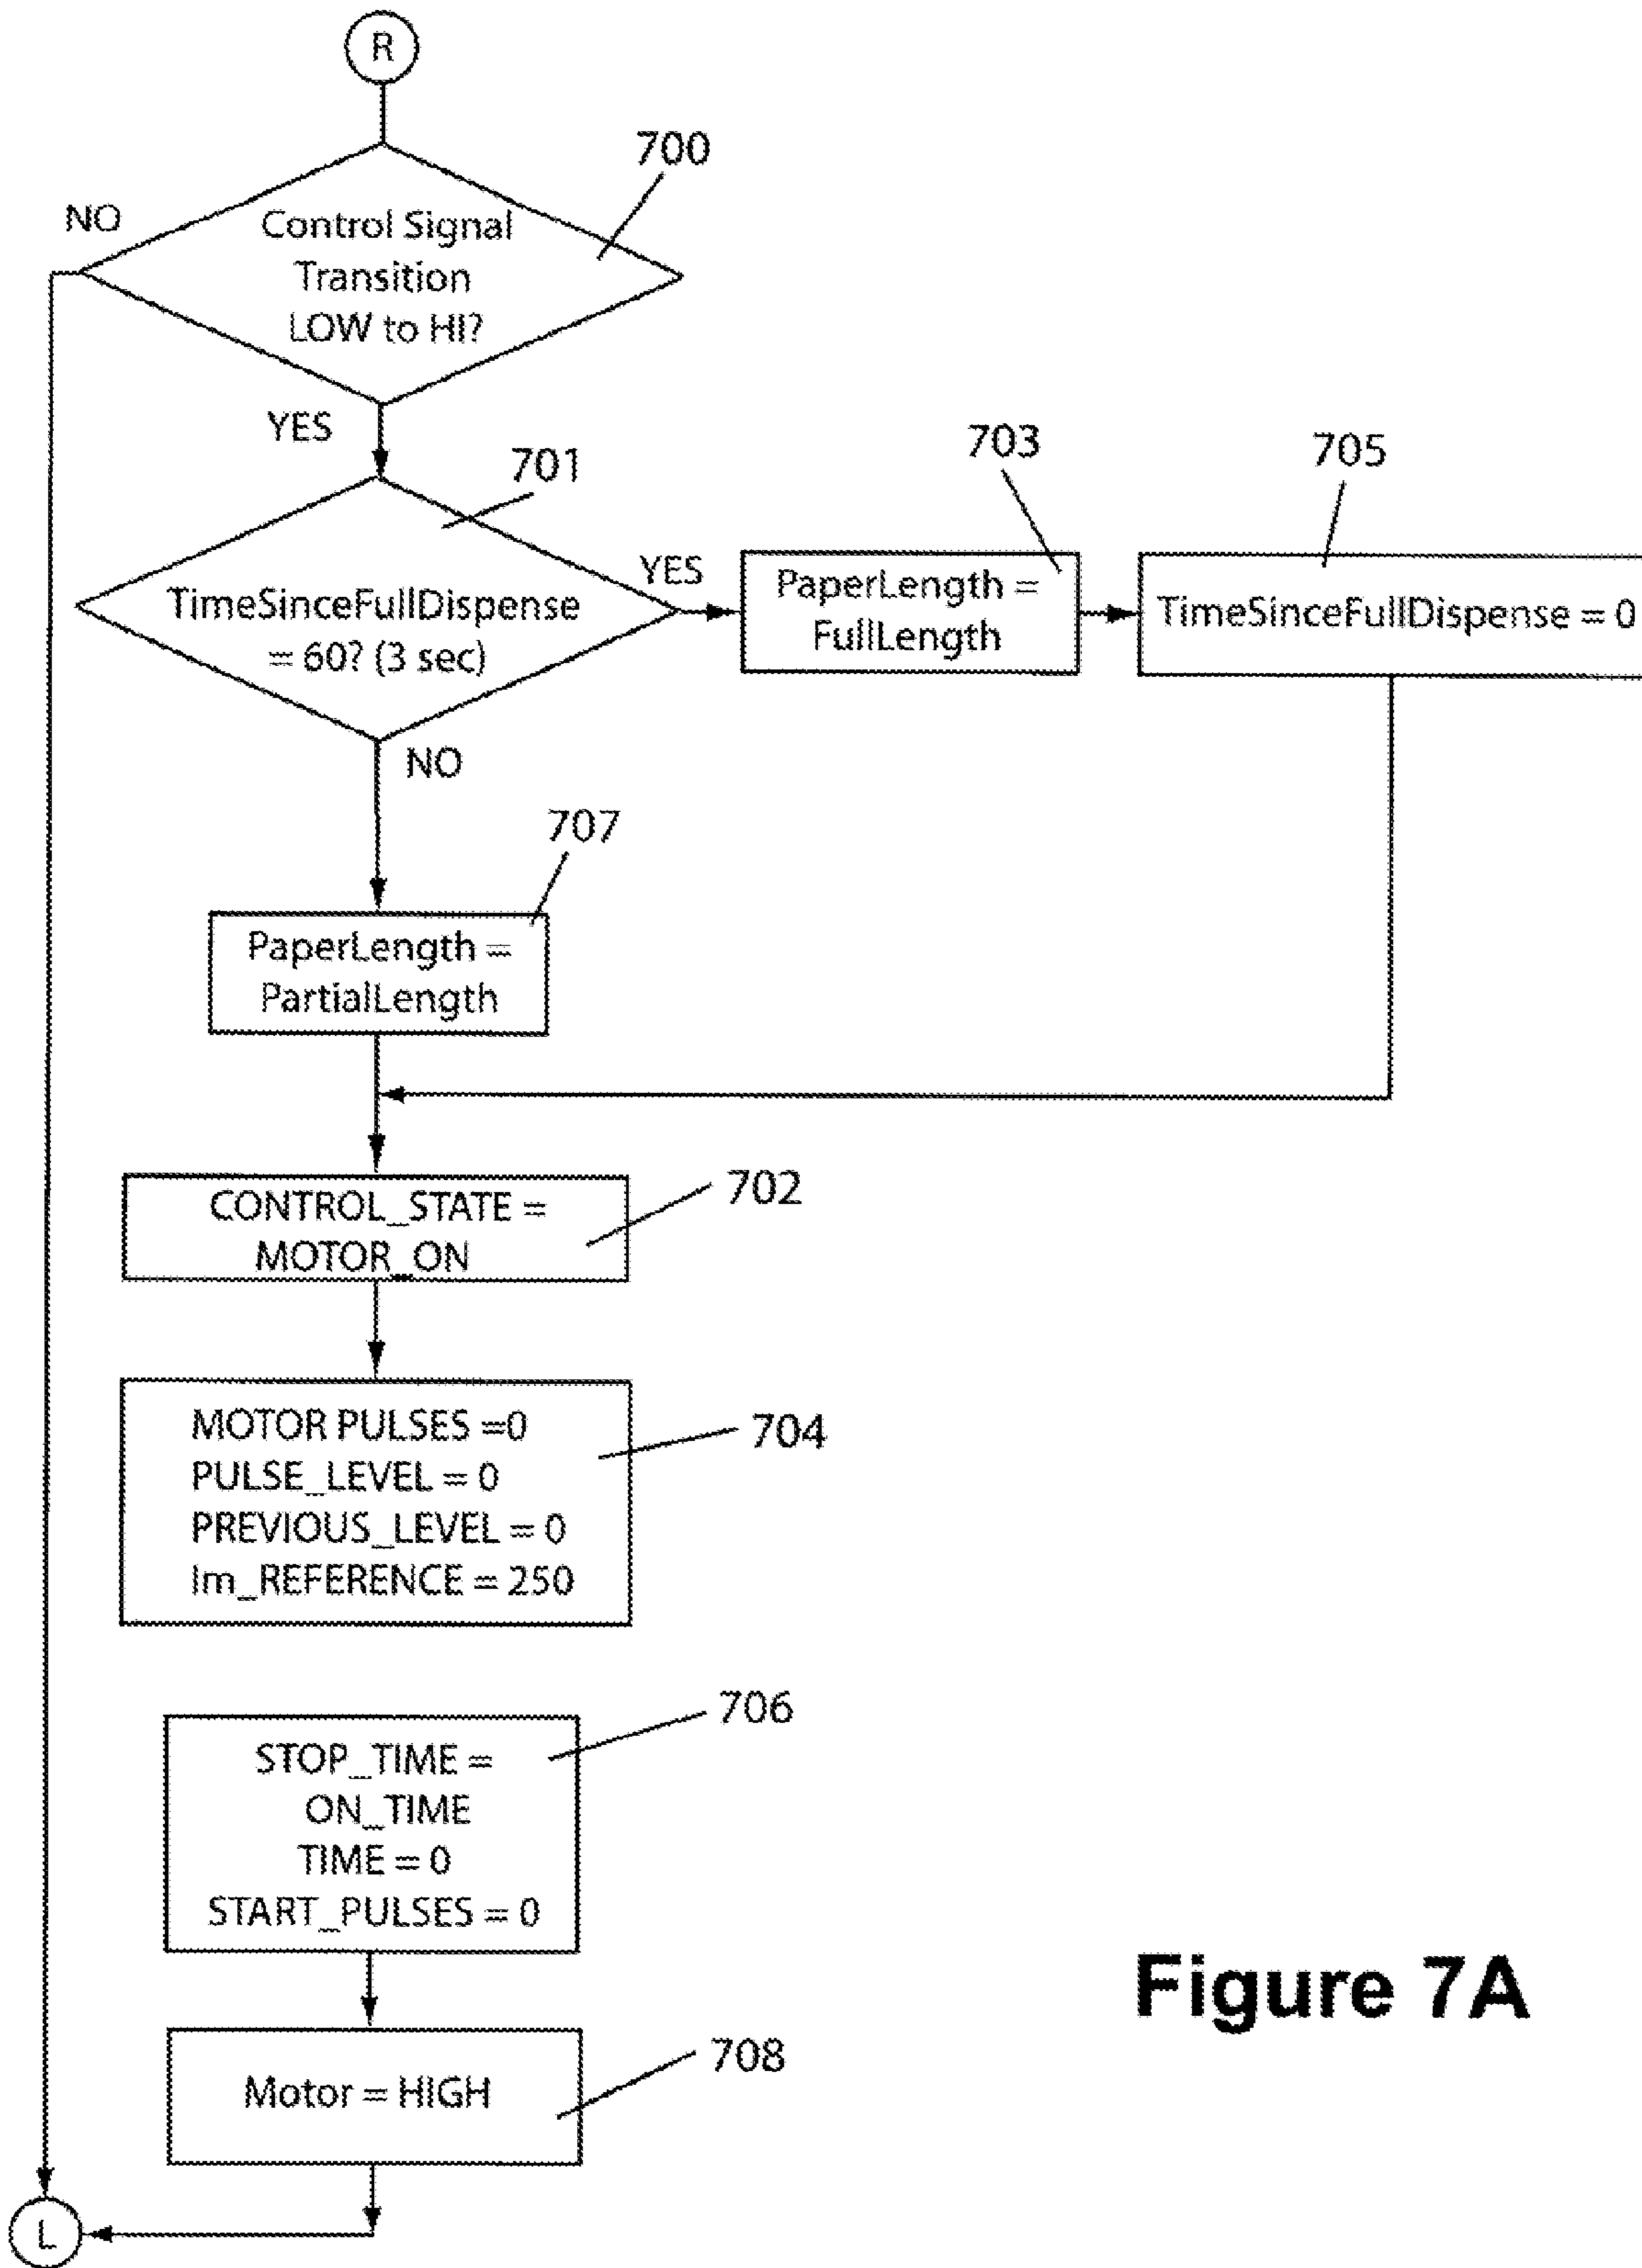 R
700
NO
Control Signal
Transition
LOW to HI?
YES
701
TimeSinceFullDispense
= 60? (3 sec)
YES
703
PaperLength =
FullLength
705
TimeSinceFullDispense = 0
NO
707
PaperLength =
PartialLength
702
CONTROL_STATE =
MOTOR_ON
704
MOTOR PULSES =0
PULSE_LEVEL = 0
PREVIOUS_LEVEL = 0
Im_REFERENCE = 250
706
STOP_TIME =
ON_TIME
TIME = 0
START_PULSES = 0
708
Motor = HIGH
L
Figure 7A